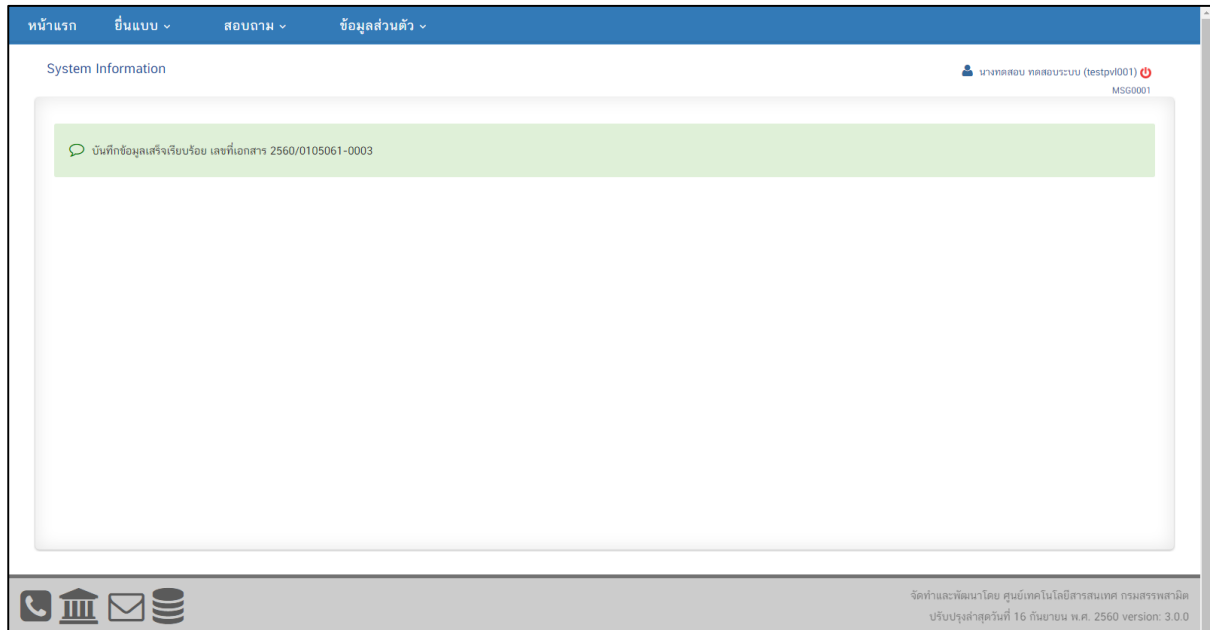 หน้าแรก ยื่นแบบ สอบถาม ข้อมูลส่วนตัว
System Information
นางทดสอบ ทดสอบระบบ (testpvl001)
MSG0001
บันทึกข้อมูลเสร็จเรียบร้อย เลขที่เอกสาร 2560/0105061-0003
จัดทำและพัฒนาโดย ศูนย์เทคโนโลยีสารสนเทศ กรมสรรพสามิต
ปรับปรุงล่าสุดวันที่ 16 กันยายน พ.ศ. 2560 version: 3.0.0